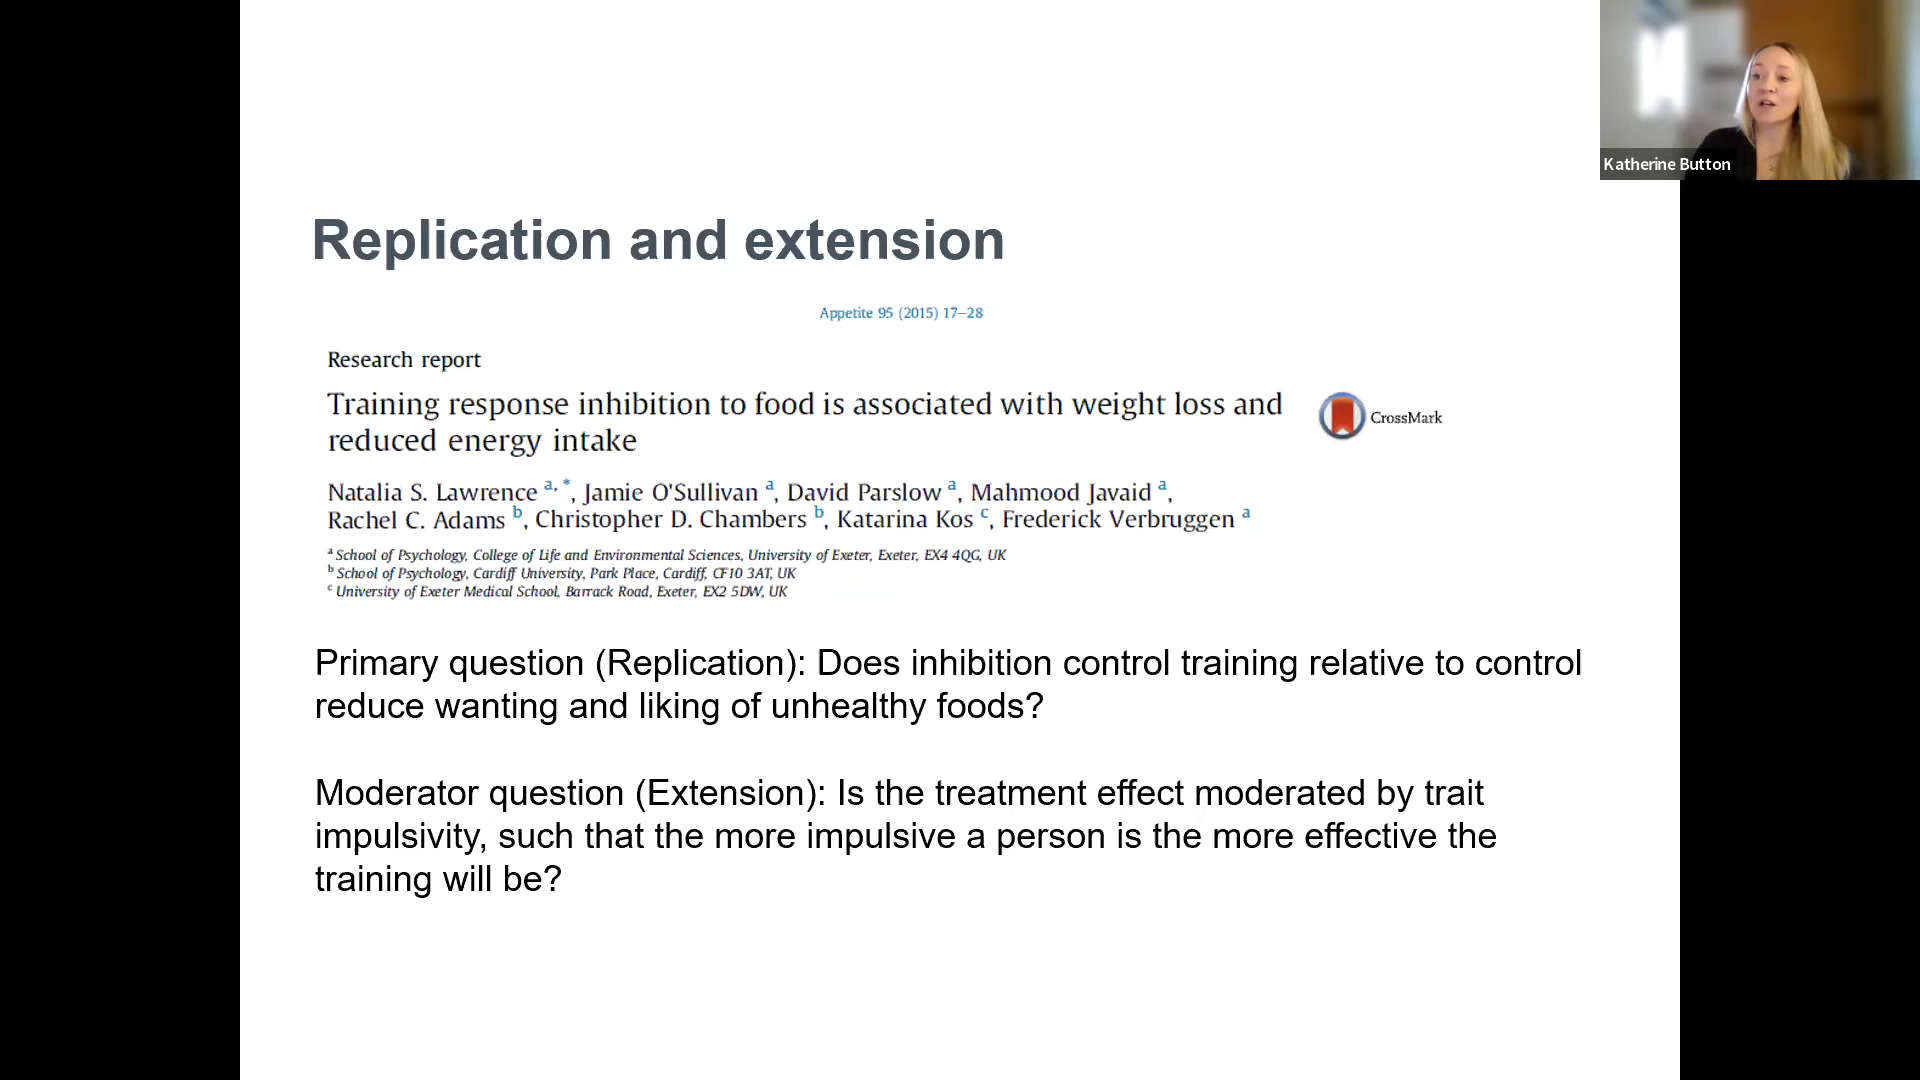 Katherine Button
Replication and extension
Appetite 95 (2015) 17–28
Research report
Training response inhibition to food is associated with weight loss and
reduced energy intake
CrossMark
Natalia S. Lawrence a, *, Jamie O'Sullivan a, David Parslow a, Mahmood Javaid a,
Rachel C. Adams b, Christopher D. Chambers b, Katarina Kos c, Frederick Verbruggen a
a School of Psychology, College of Life and Environmental Sciences, University of Exeter, Exeter, EX4 4QG, UK
b School of Psychology, Cardiff University, Park Place, Cardiff, CF10 3AT, UK
c University of Exeter Medical School, Barrack Road, Exeter, EX2 5DW, UK
Primary question (Replication): Does inhibition control training relative to control
reduce wanting and liking of unhealthy foods?
Moderator question (Extension): Is the treatment effect moderated by trait
impulsivity, such that the more impulsive a person is the more effective the
training will be?